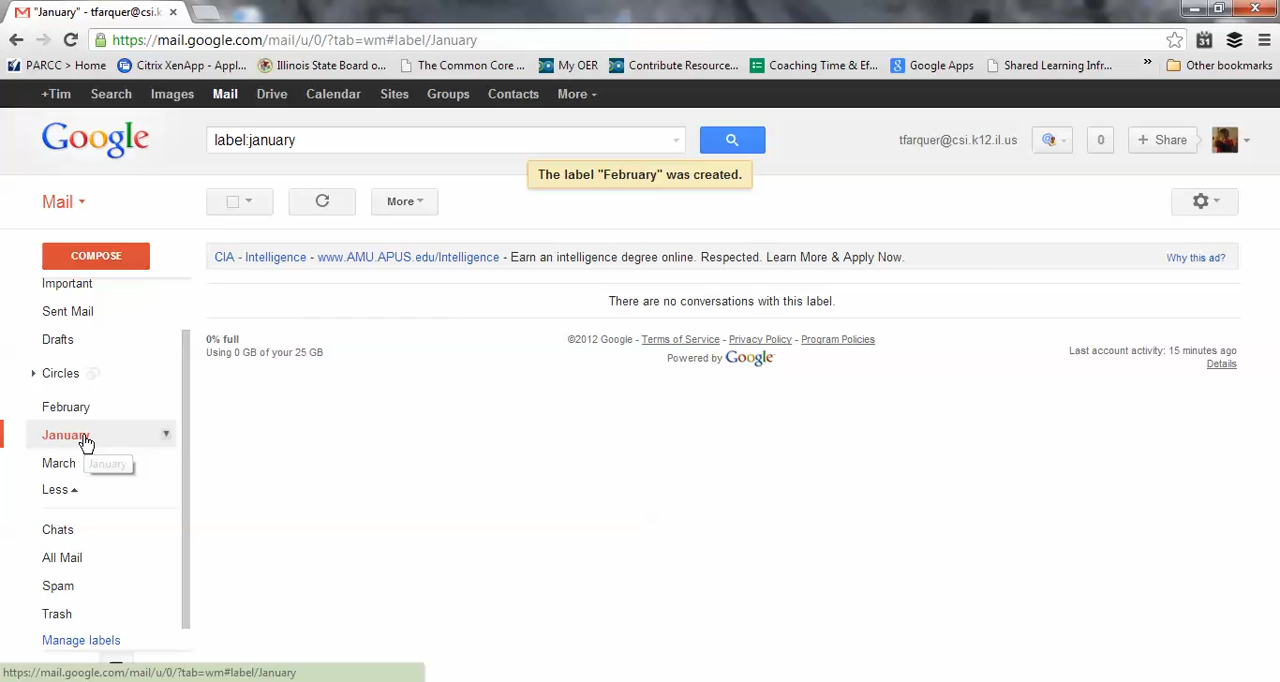 "January" - tfarquer@csi.k
https://mail.google.com/mail/u/0/?tab=wm#label/January
PARCC > Home Citrix XenApp - Appl... Illinois State Board o... The Common Core ... My OER Contribute Resource... Coaching Time & Ef... Google Apps Shared Learning Infr... » Other bookmarks
+Tim Search Images Mail Drive Calendar Sites Groups Contacts More
Google label:january tfarquer@csi.k12.il.us 0 + Share
The label "February" was created.
Mail More
COMPOSE
CIA - Intelligence - www.AMU.APUS.edu/Intelligence - Earn an intelligence degree online. Respected. Learn More & Apply Now. Why this ad?
Important
There are no conversations with this label.
Sent Mail
Drafts
0% full
Using 0 GB of your 25 GB
©2012 Google - Terms of Service - Privacy Policy - Program Policies
Powered by Google
Last account activity: 15 minutes ago
Details
Circles
February
January
March
January
Less
Chats
All Mail
Spam
Trash
Manage labels
https://mail.google.com/mail/u/0/?tab=wm#label/January
31